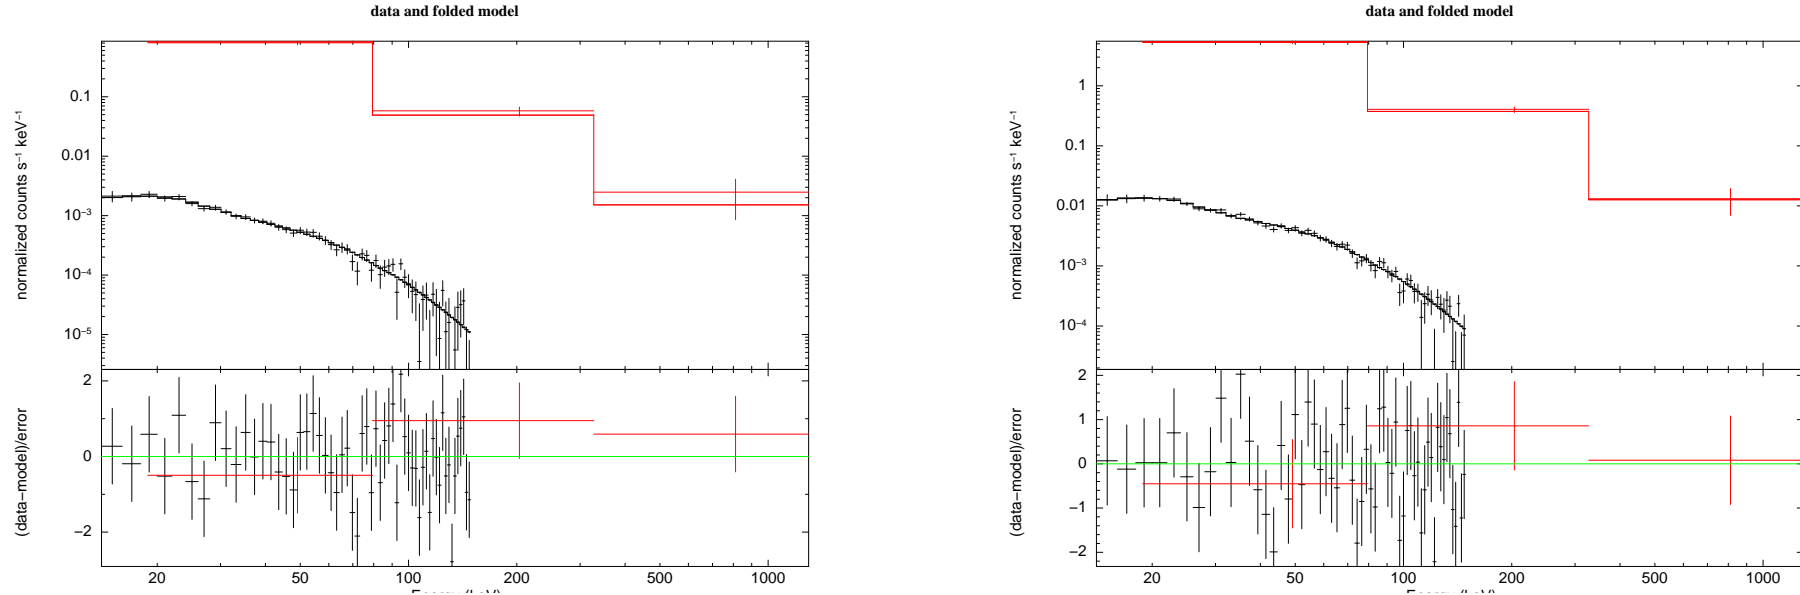 data and folded model
normalized counts s⁻¹ keV⁻¹
0.1
0.01
10⁻³
10⁻⁴
10⁻⁵
(data−model)/error
2
0
−2
20 50 100 200 500 1000
data and folded model
normalized counts s⁻¹ keV⁻¹
1
0.1
0.01
10⁻³
10⁻⁴
(data−model)/error
2
1
0
−1
−2
20 50 100 200 500 1000